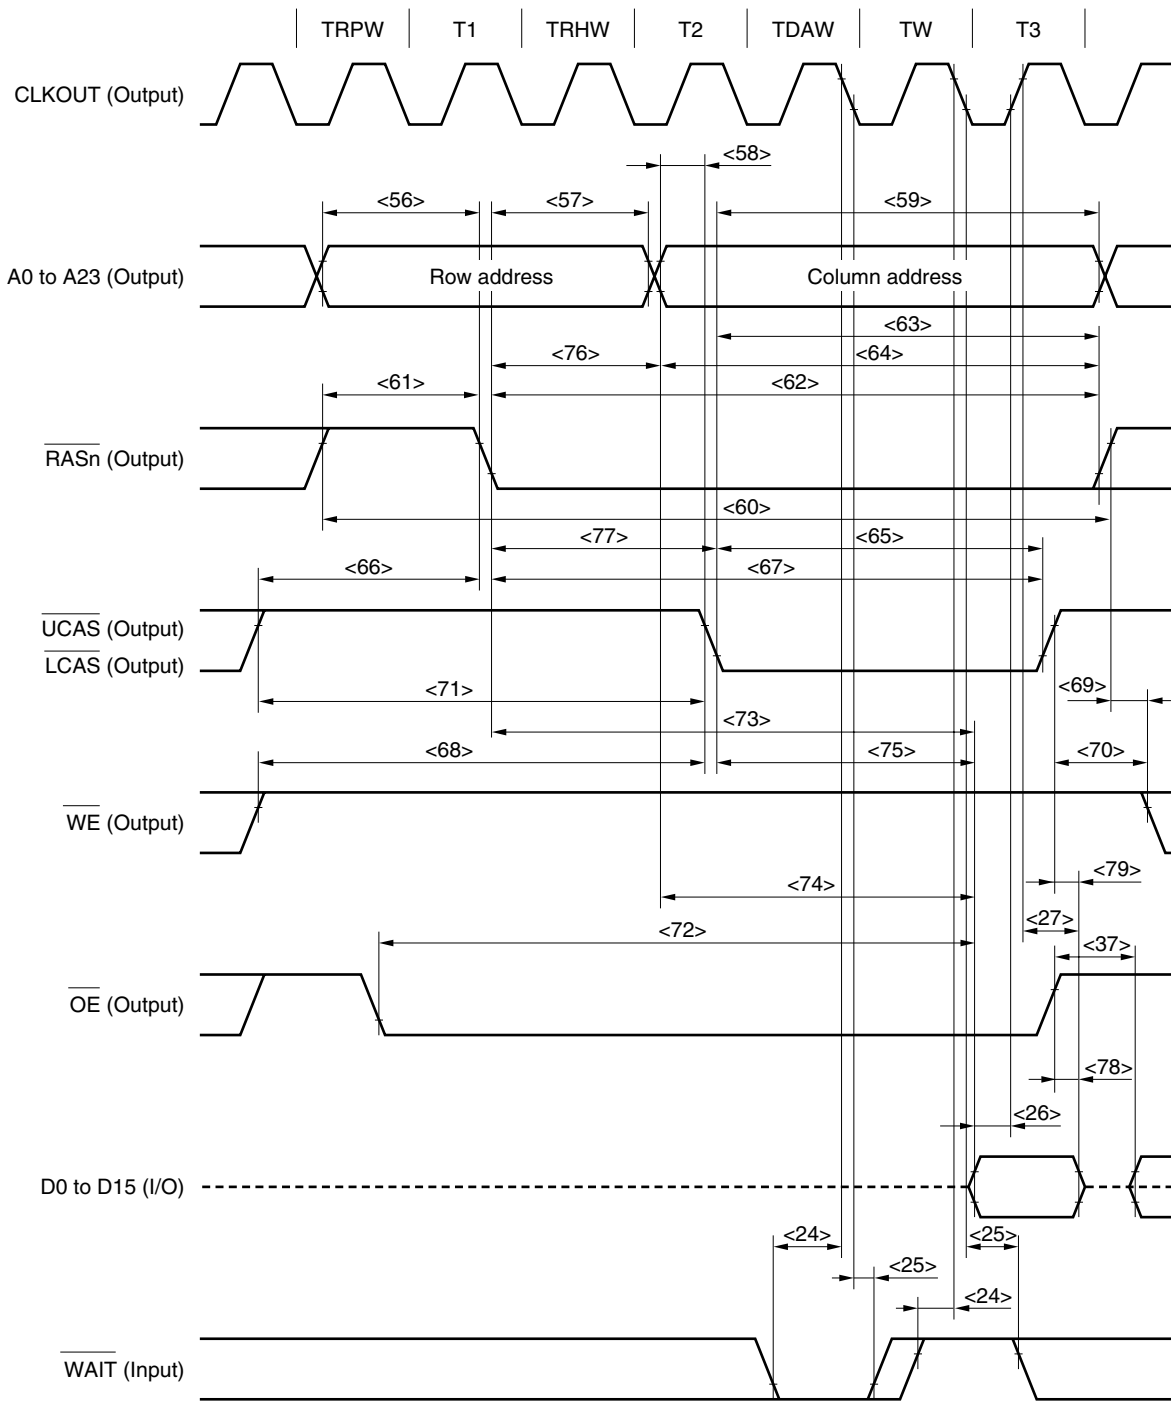 TRPW T1 TRHW T2 TDAW TW T3
CLKOUT (Output)
<58>
<56> <57> <59>
A0 to A23 (Output) Row address Column address
<63>
<76> <64>
<61> <62>
RASn (Output)
<60>
<77> <65>
<66> <67>
UCAS (Output)
LCAS (Output)
<71> <69>
<73>
<68> <75> <70>
WE (Output)
<79>
<74>
<27>
<72>
<37>
OE (Output)
<78>
<26>
D0 to D15 (I/O)
<24> <25>
<25>
<24>
WAIT (Input)